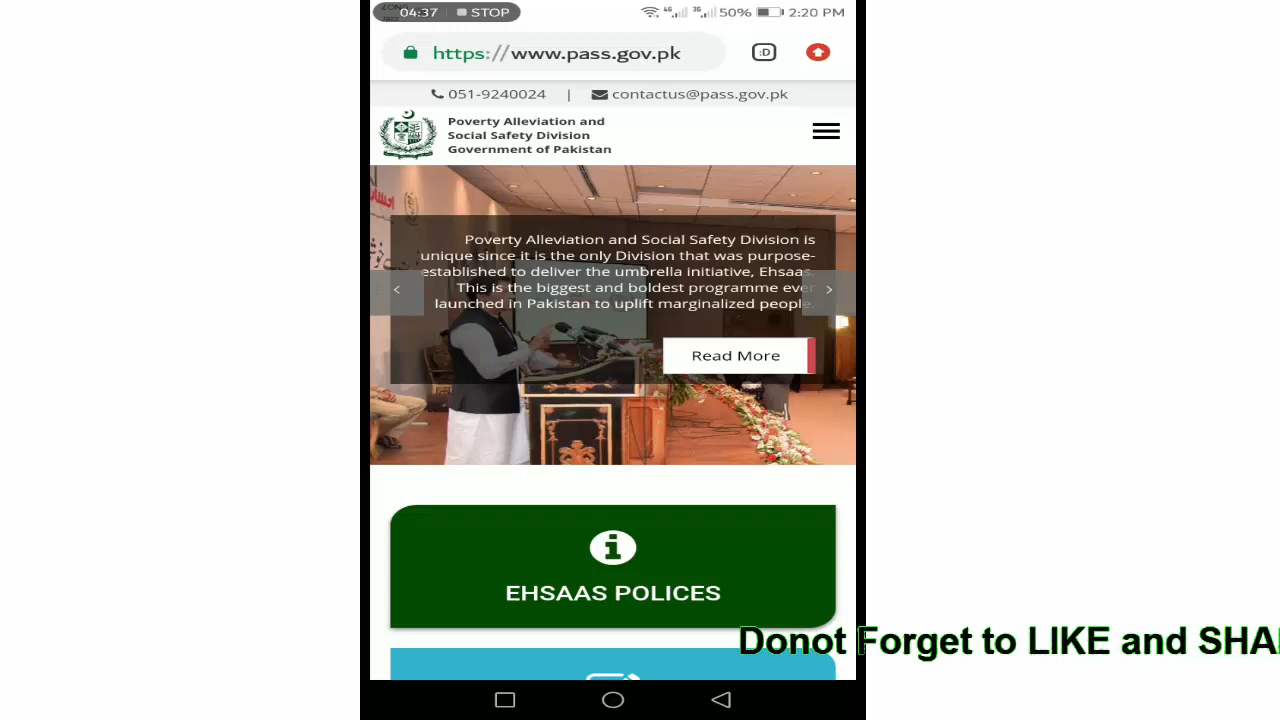 04:37 STOP 4G 3G 50% 2:20 PM
https://www.pass.gov.pk :D
051-9240024 | contactus@pass.gov.pk
Poverty Alleviation and
Social Safety Division
Government of Pakistan
Poverty Alleviation and Social Safety Division is
unique since it is the only Division that was purpose-
established to deliver the umbrella initiative, Ehsaas.
This is the biggest and boldest programme ever
launched in Pakistan to uplift marginalized people.
Read More
EHSAAS POLICES
Donot Forget to LIKE and SHA